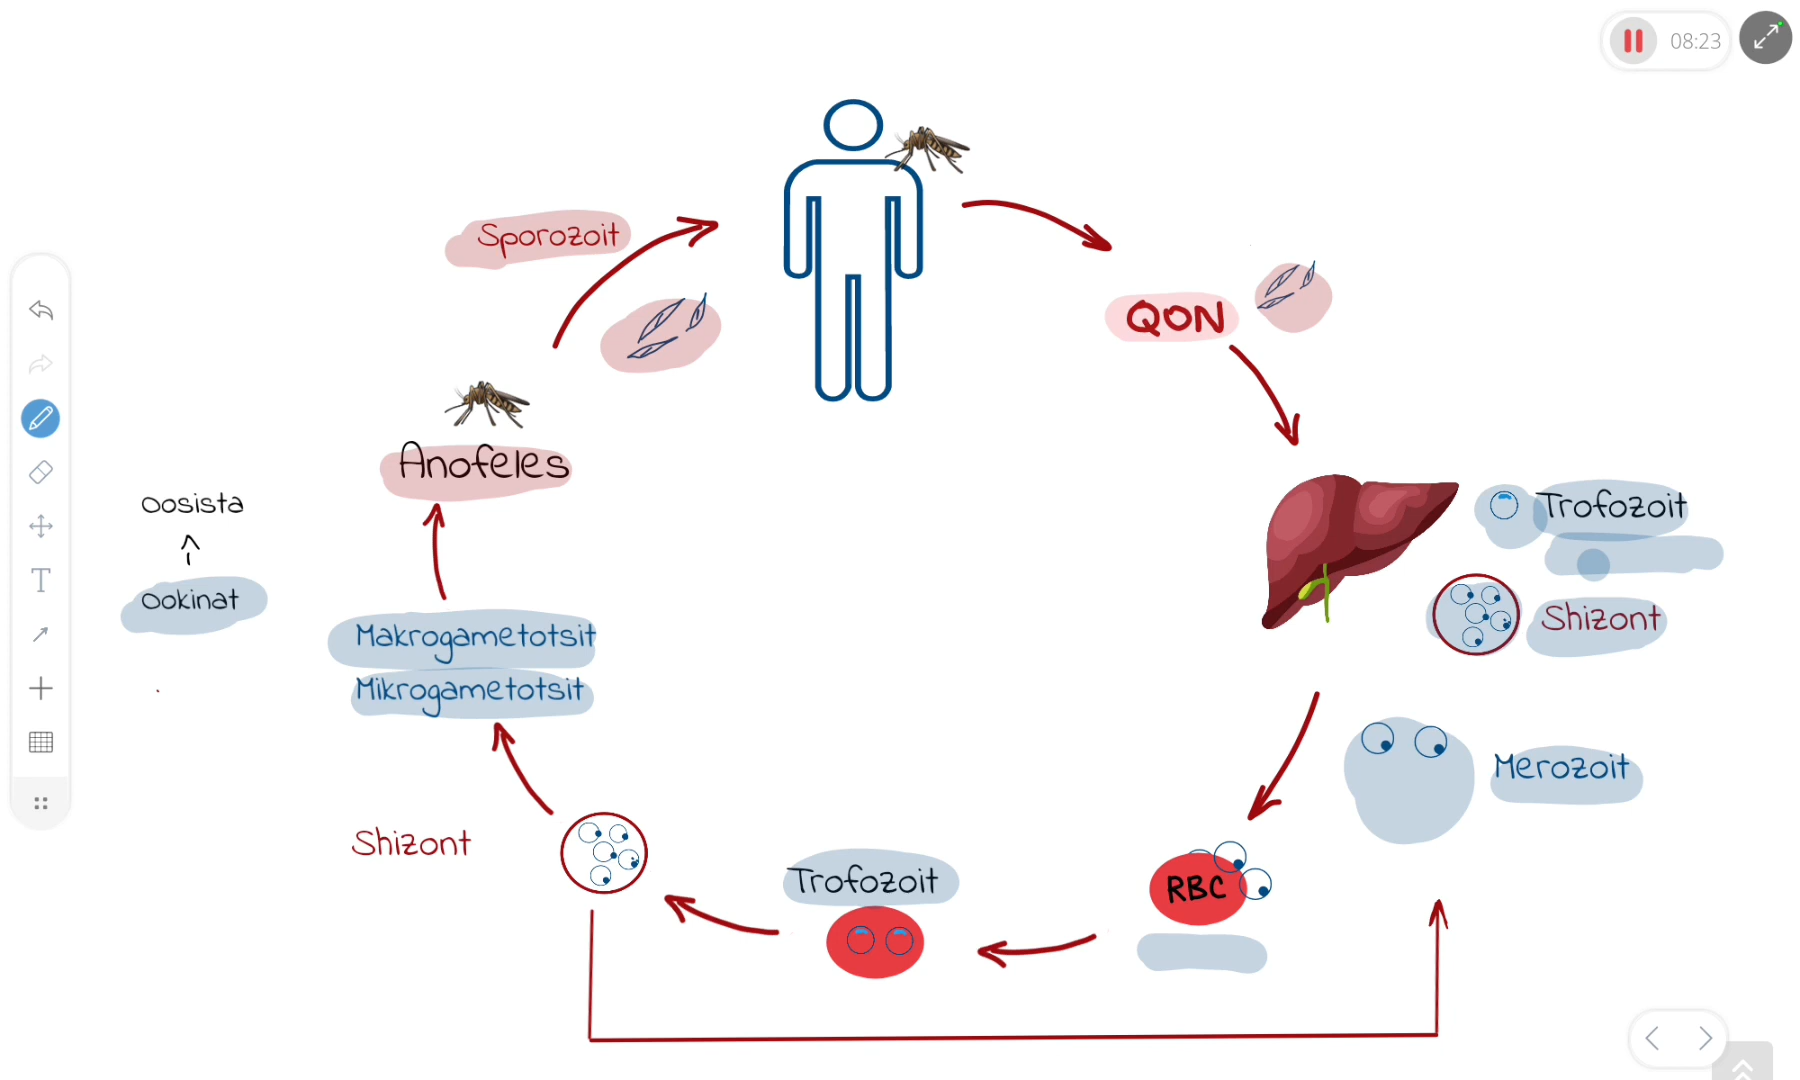 08:23
Sporozoit
QON
Anofeles
Oosista
Trofozoit
Ookinat
Shizont
Makrogametotsit
Mikrogametotsit
Merozoit
Shizont
Trofozoit
RBC
T